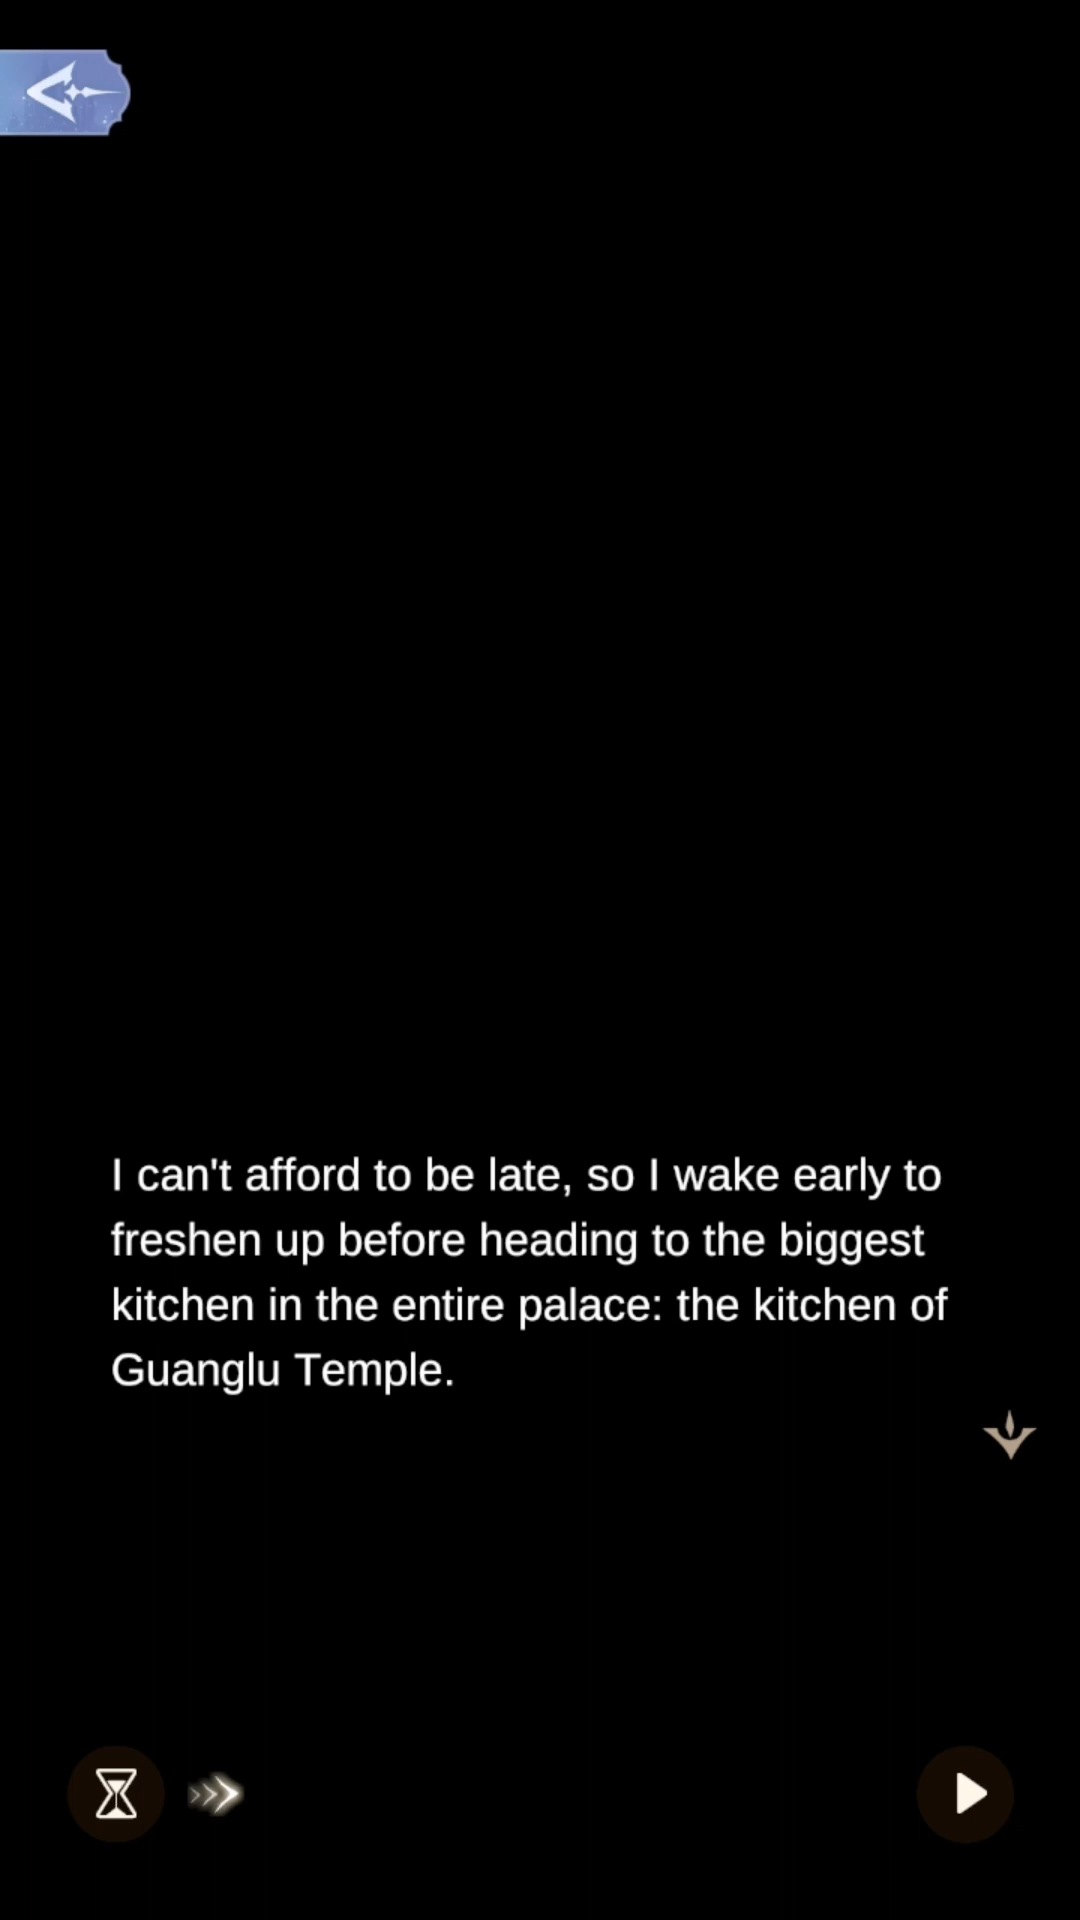 I can't afford to be late, so I wake early to
freshen up before heading to the biggest
kitchen in the entire palace: the kitchen of
Guanglu Temple.